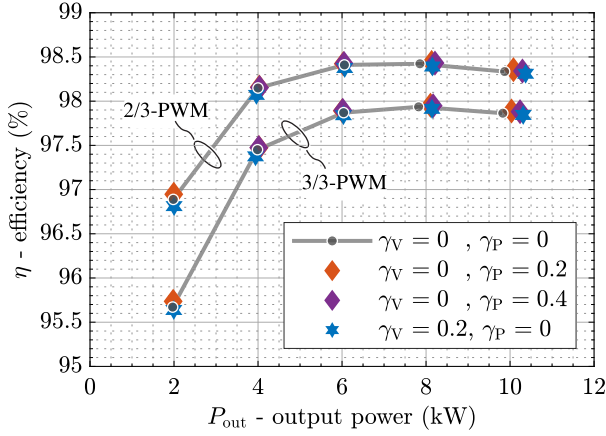 98.5
98
97.5
97
96.5
96
95.5
95
η - efficiency (%)
2/3-PWM
3/3-PWM
γV = 0 , γP = 0
γV = 0 , γP = 0.2
γV = 0 , γP = 0.4
γV = 0.2, γP = 0
0 2 4 6 8 10 12
Pout - output power (kW)